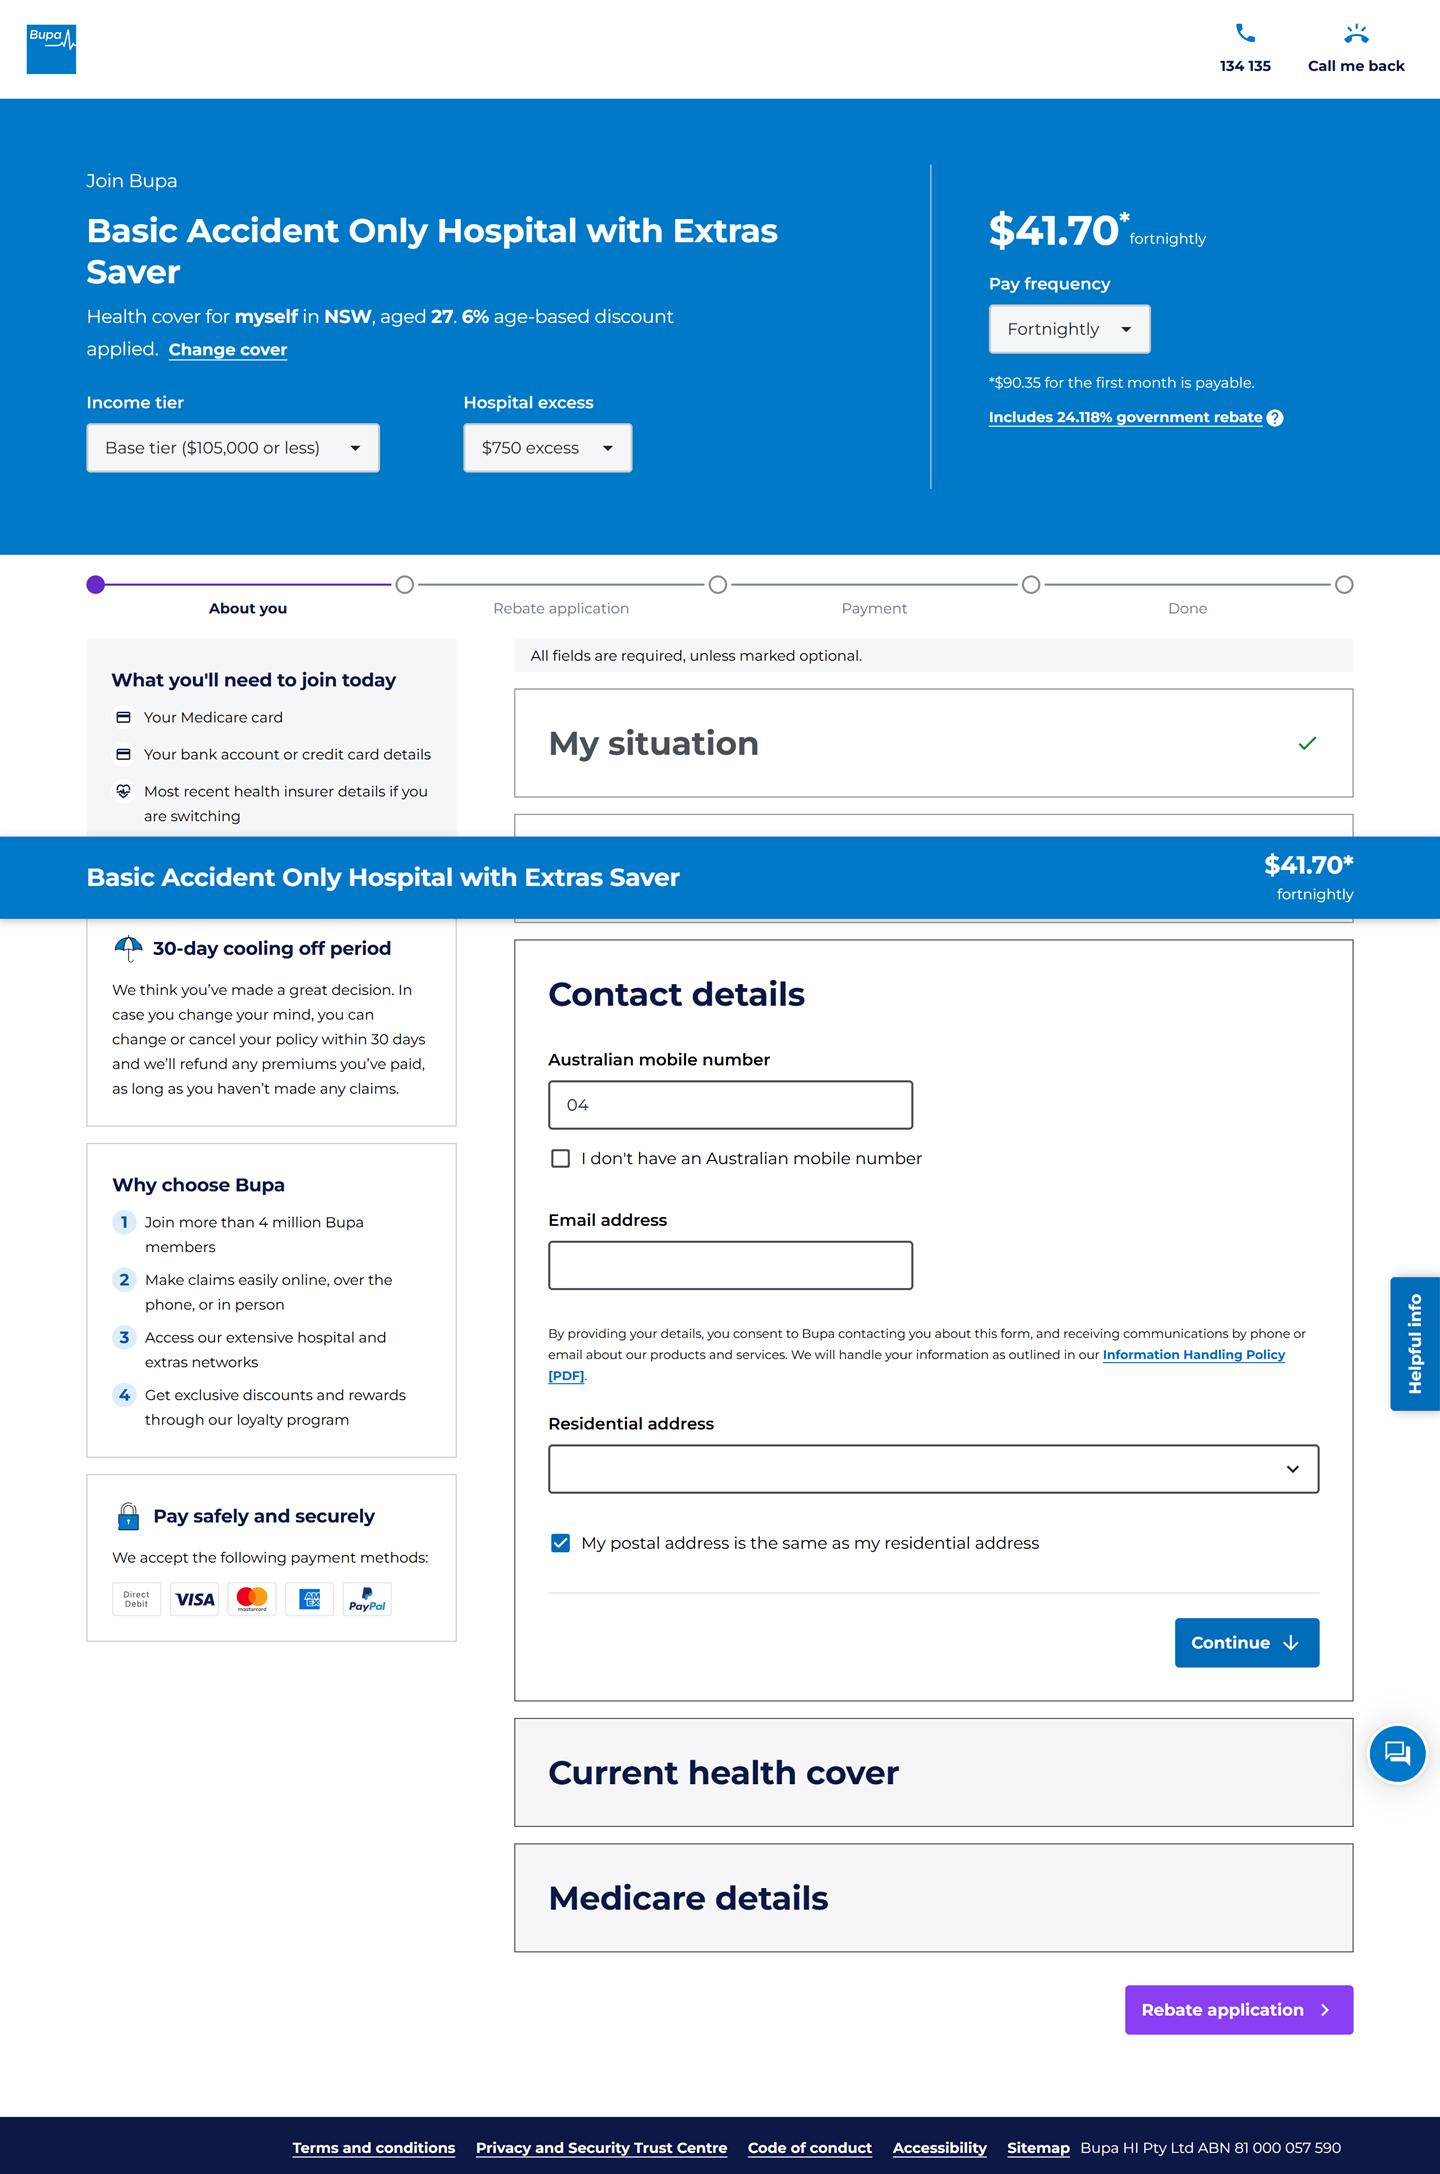 Bupa
134 135
Call me back
Join Bupa
Basic Accident Only Hospital with Extras
Saver
Health cover for myself in NSW, aged 27. 6% age-based discount
applied. Change cover
Income tier
Base tier ($105,000 or less)
Hospital excess
$750 excess
$41.70* fortnightly
Pay frequency
Fortnightly
*$90.35 for the first month is payable.
Includes 24.118% government rebate ?
About you
Rebate application
Payment
Done
What you'll need to join today
Your Medicare card
Your bank account or credit card details
Most recent health insurer details if you
are switching
All fields are required, unless marked optional.
My situation
Basic Accident Only Hospital with Extras Saver
$41.70*
fortnightly
30-day cooling off period
We think you’ve made a great decision. In
case you change your mind, you can
change or cancel your policy within 30 days
and we’ll refund any premiums you’ve paid,
as long as you haven’t made any claims.
Why choose Bupa
1 Join more than 4 million Bupa
members
2 Make claims easily online, over the
phone, or in person
3 Access our extensive hospital and
extras networks
4 Get exclusive discounts and rewards
through our loyalty program
Pay safely and securely
We accept the following payment methods:
Direct
Debit
VISA
mastercard
AM
EX
PayPal
Contact details
Australian mobile number
04
I don't have an Australian mobile number
Email address
By providing your details, you consent to Bupa contacting you about this form, and receiving communications by phone or
email about our products and services. We will handle your information as outlined in our Information Handling Policy
[PDF].
Residential address
My postal address is the same as my residential address
Continue
Helpful info
Current health cover
Medicare details
Rebate application
Terms and conditions
Privacy and Security Trust Centre
Code of conduct
Accessibility
Sitemap
Bupa HI Pty Ltd ABN 81 000 057 590